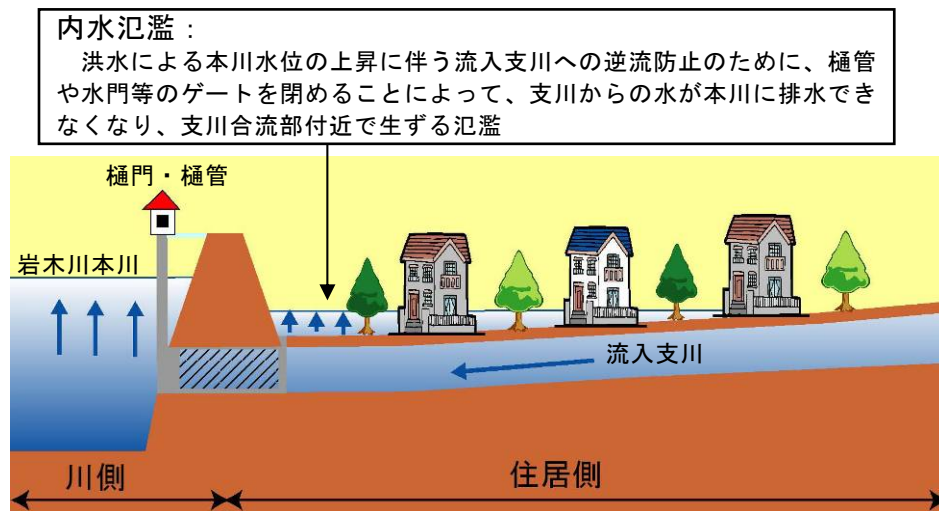 内水氾濫：
洪水による本川水位の上昇に伴う流入支川への逆流防止のために、樋管
や水門等のゲートを閉めることによって、支川からの水が本川に排水でき
なくなり、支川合流部付近で生ずる氾濫
樋門・樋管
岩木川本川
流入支川
川側
住居側